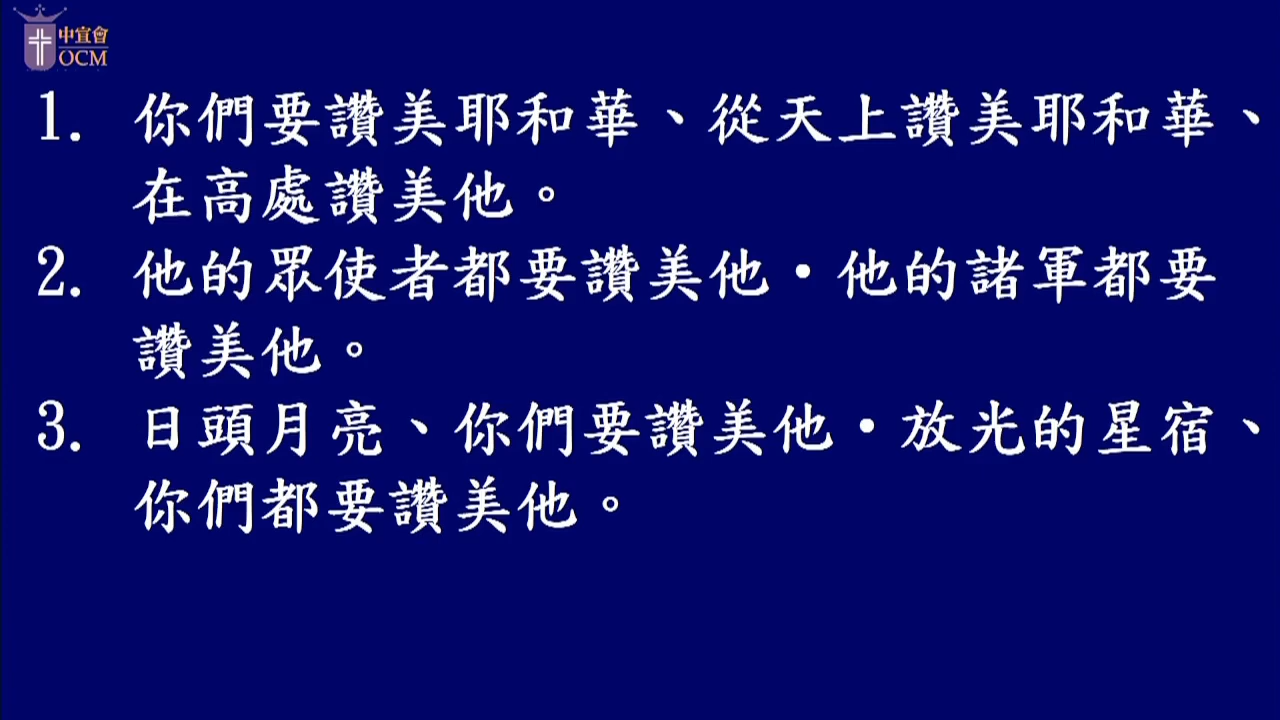 中宣會
OCM
1. 你們要讚美耶和華、從天上讚美耶和華、
在高處讚美他。
2. 他的眾使者都要讚美他•他的諸軍都要
讚美他。
3. 日頭月亮、你們要讚美他•放光的星宿、
你們都要讚美他。